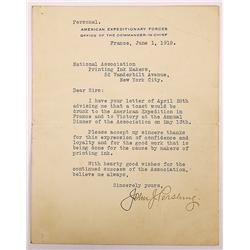 Personal.
AMERICAN EXPEDITIONARY FORCES
OFFICE OF THE COMMANDER-IN-CHIEF
France, June 1, 1918.
National Association
Printing Ink Makers,
52 Vanderbilt Avenue,
New York City.
Dear Sirs:
I have your letter of April 20th
advising me that a toast would be
drunk to the American Expedition
in France and to Victory at the Annual
Dinner of the Association on May 13th.
Please accept my sincere thanks
for this expression of confidence and
loyalty and for the good work that is
being done for the cause by makers of
printing ink.
With hearty good wishes for the
continued success of the Association,
believe me always,
Sincerely yours,
John J. Pershing